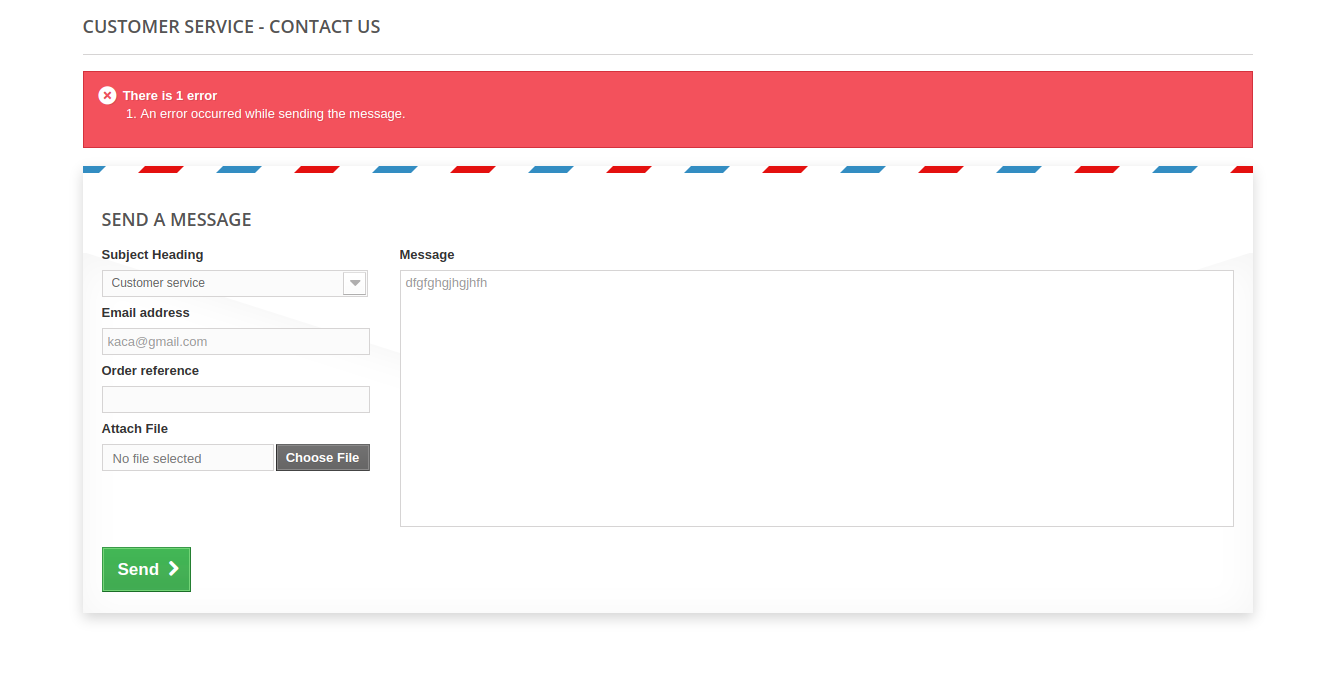 CUSTOMER SERVICE - CONTACT US
There is 1 error
1. An error occurred while sending the message.
SEND A MESSAGE
Subject Heading
Customer service
Email address
kaca@gmail.com
Order reference
Attach File
No file selected Choose File
Message
dfgfghgjhgjhfh
Send